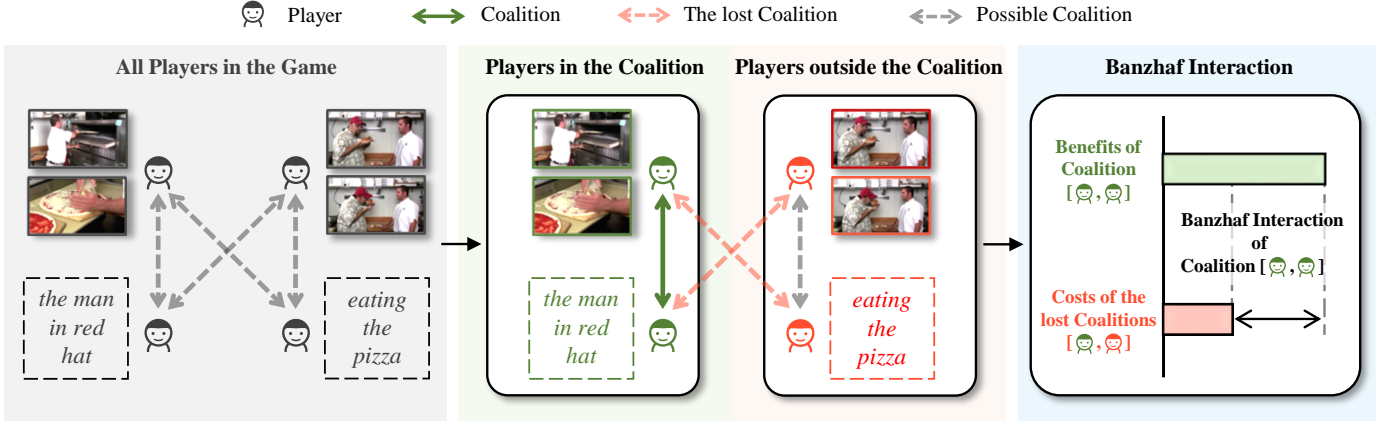 Player
Coalition
The lost Coalition
Possible Coalition
All Players in the Game
the man
in red
hat
eating
the
pizza
Players in the Coalition
the man
in red
hat
Players outside the Coalition
eating
the
pizza
Banzhaf Interaction
Benefits of
Coalition
[ , ]
Banzhaf Interaction
of
Coalition [ , ]
Costs of the
lost Coalitions
[ , ]